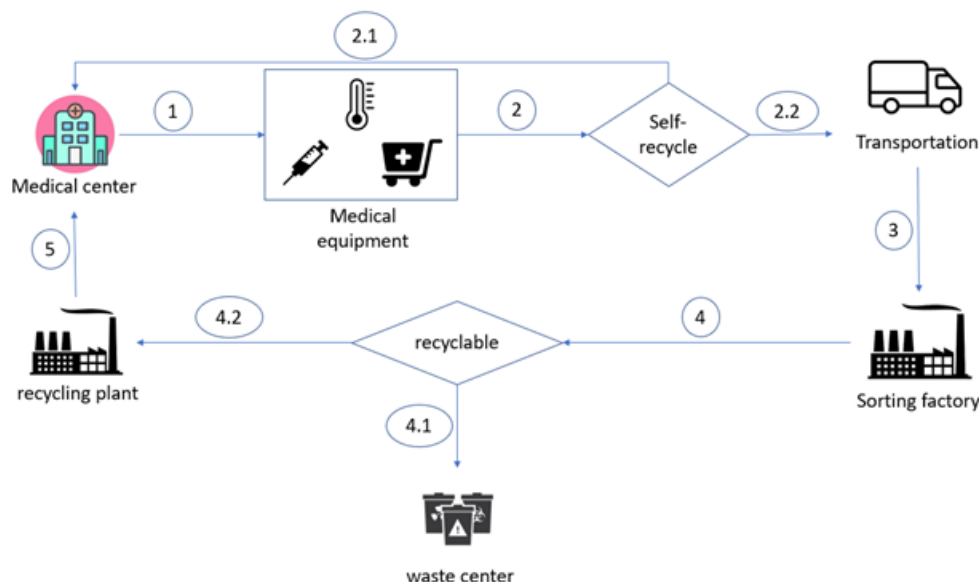 2.1
1
2
Self-
recycle
2.2
Transportation
Medical center
Medical
equipment
3
5
4.2
recyclable
4
recycling plant
Sorting factory
4.1
waste center